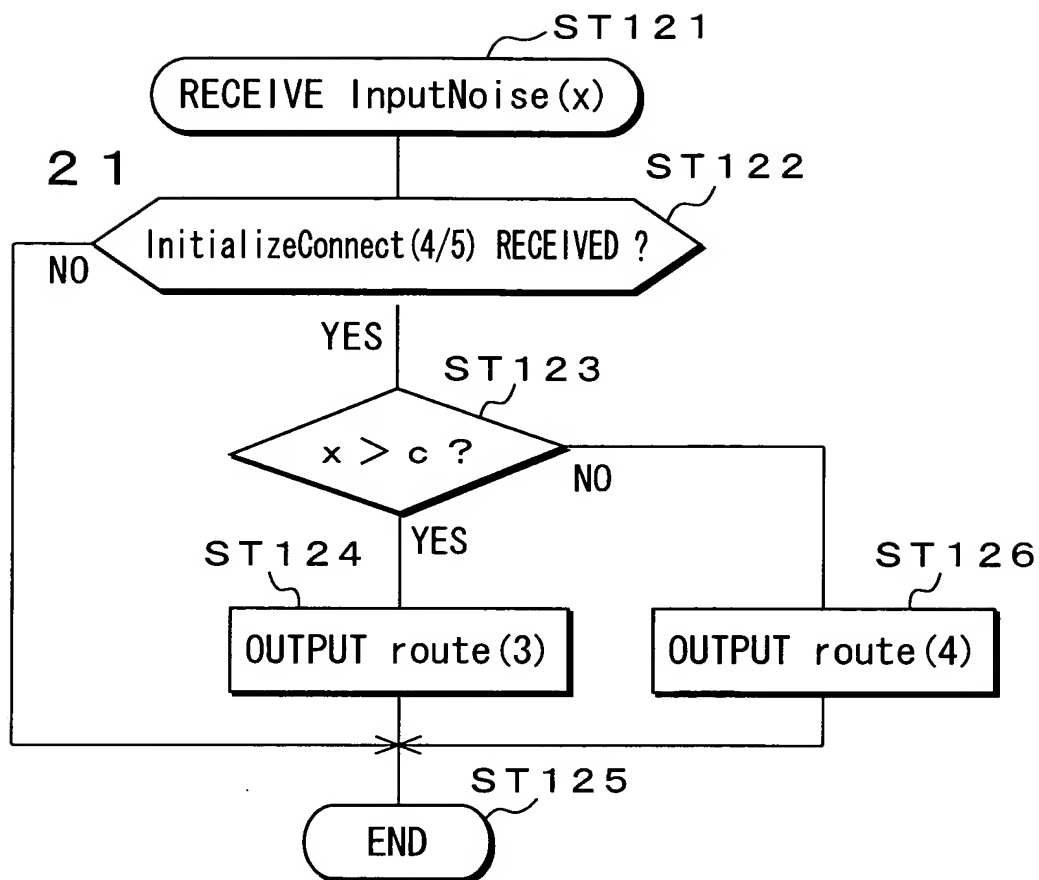 ST121
RECEIVE InputNoise(x)
21
ST122
InitializeConnect(4/5) RECEIVED ?
NO
YES
ST123
x > c ?
NO
YES
ST124
ST126
OUTPUT route(3)
OUTPUT route(4)
ST125
END